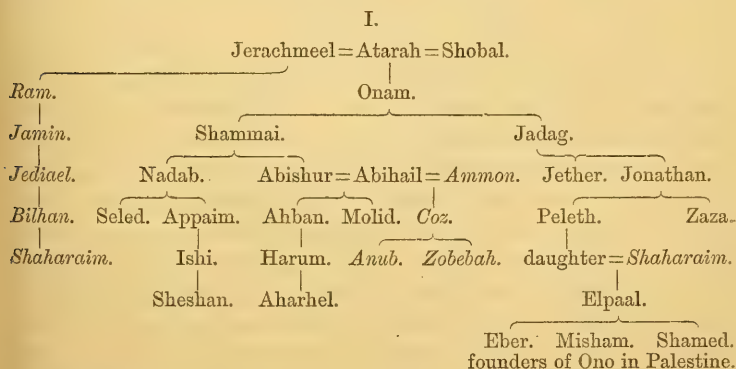 I.
Jerachmeel=Atarah=Shobal.
Ram. Onam.
Jamin. Shammai. Jadag.
Jediael. Nadab. Abishur=Abihail=Ammon. Jether. Jonathan.
Bilhan. Seled. Appaim. Ahban. Molid. Coz. Peleth. Zaza.
Shaharaim. Ishi. Harum. Anub. Zobebah. daughter=Shaharaim.
Sheshan. Aharhel. Elpaal.
Eber. Misham. Shamed.
founders of Ono in Palestine.